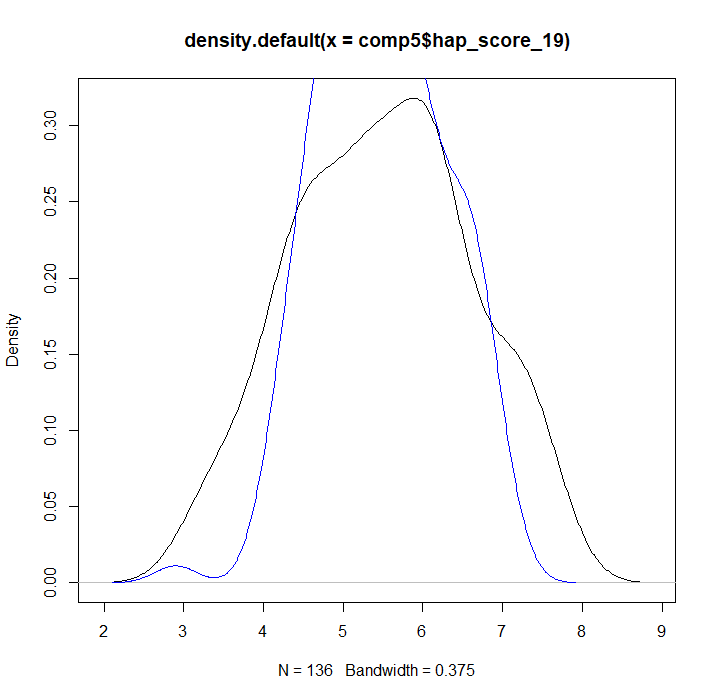 density.default(x = comp5$hap_score_19)
Density
0.30
0.25
0.20
0.15
0.10
0.05
0.00
2 3 4 5 6 7 8 9
N = 136 Bandwidth = 0.375